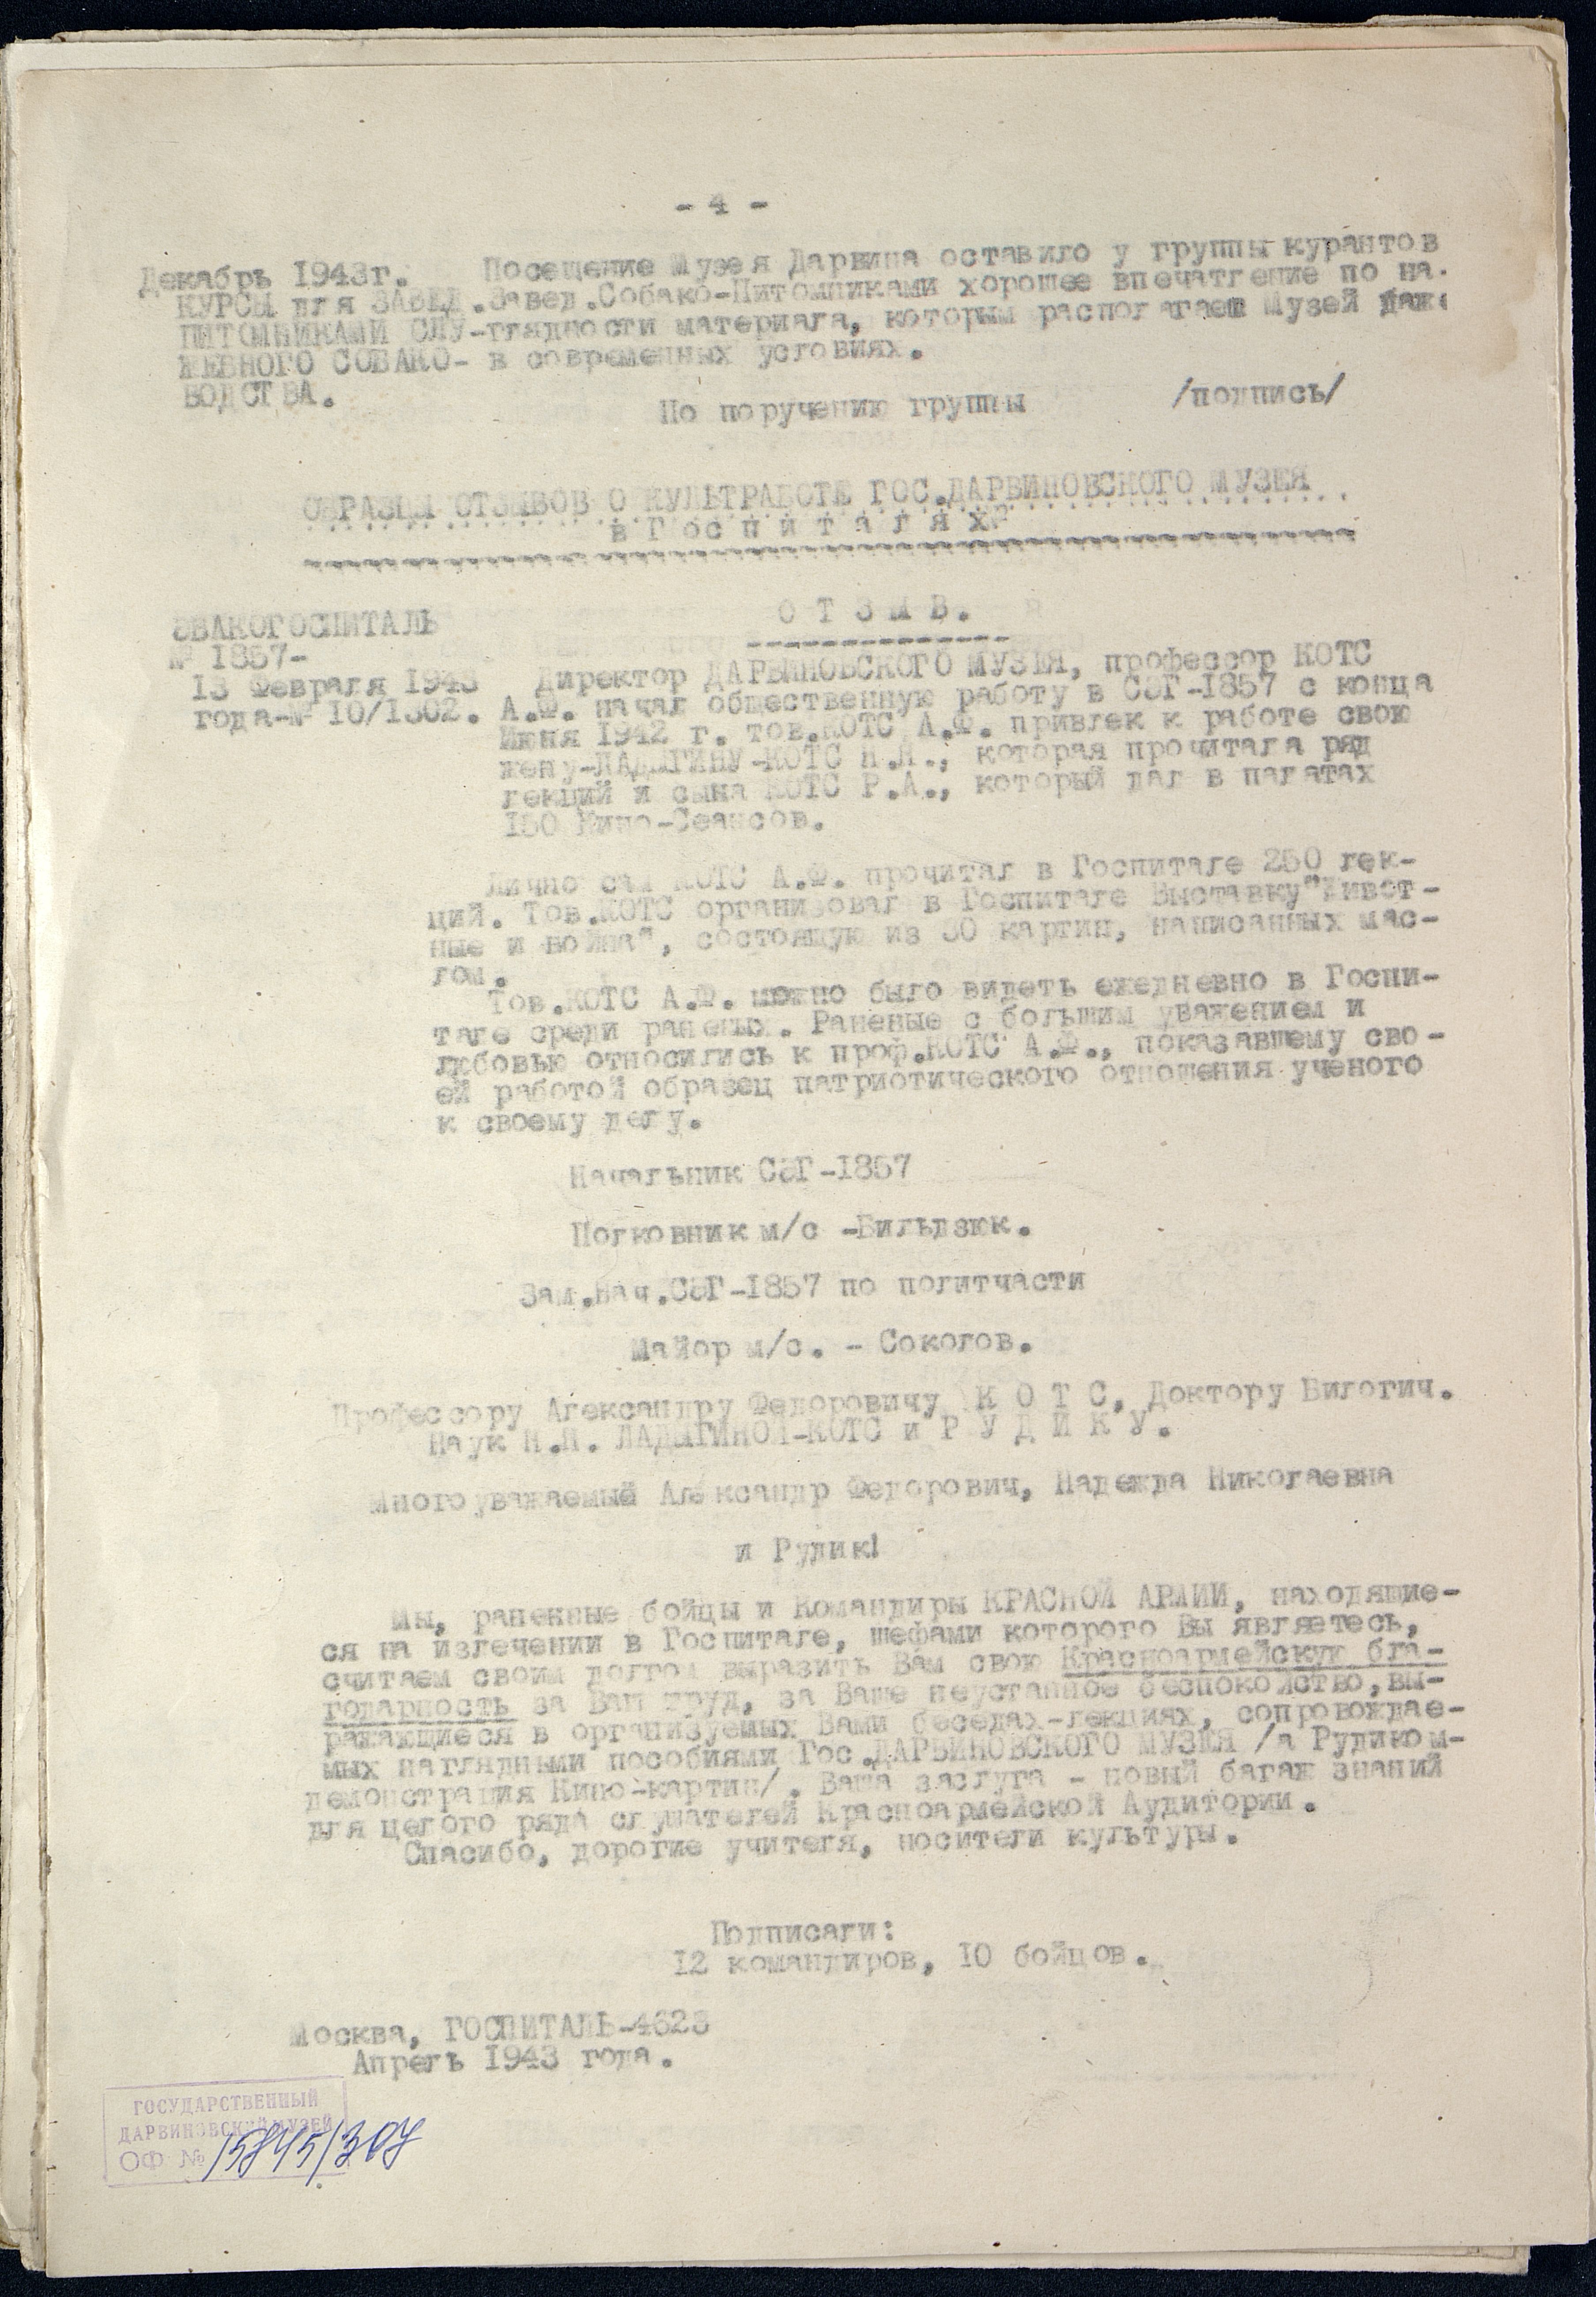 - 4 -
Декабрь 1943г. Посещение Музея Дарвина оставило у группы курантов
КУРСЫ для ЗАВЕД. Завед.Собако-Питомниками хорошее впечатление по на-
ПИТОМНИКАМИ СЛУ-глядности материала, которым располагает Музей даже
ЖЕБНОГО СОБАКО- в современных условиях.
ВОДСТВА.
По поручению группы /подпись/
ОБРАЗЦЫ ОТЗЫВОВ О КУЛЬТРАБОТЕ ГОС.ДАРВИНОВСКОГО МУЗЕЯ
в Г о с п и т а л я х
О Т З Ы В.
ЭВАКОГОСПИТАЛЬ
№ 1857-
13 Февраля 1943 Директор ДАРВИНОВСКОГО МУЗЕЯ, профессор КОТС
года-№ 10/1302. А.Ф. начал общественную работу в СЭГ-1857 с конца
Июня 1942 г. тов.КОТС А.Ф. привлек к работе свою
жену-ЛАДЫГИНУ-КОТС Н.Н., которая прочитала ряд
лекций и сына КОТС Р.А., который дал в палатах
150 Кино-Сеансов.
Лично сам КОТС А.Ф. прочитал в Госпитале 250 лек-
ций. Тов.КОТС организовал в Госпитале Выставку"Живот-
ные и война", состоящую из 30 картин, написанных мас-
лом.
Тов.КОТС А.Ф. можно было видеть ежедневно в Госпи-
тале среди раненых. Раненые с большим уважением и
любовью относились к проф.КОТС А.Ф., показавшему сво-
ей работой образец патриотического отношения ученого
к своему делу.
Начальник СЭГ-1857
Полковник м/с -Бильдзюк.
Зам.Нач.СЭГ-1857 по политчасти
Майор м/с. - Соколов.
Профессору Александру Федоровичу К О Т С, Доктору Билогич.
Наук Н.Н. ЛАДЫГИНОЙ-КОТС и Р У Д И К У.
Многоуважаемый Александр Федорович, Надежда Николаевна
и Рудик!
Мы, раненные бойцы и Командиры КРАСНОЙ АРМИИ, находящие-
ся на излечении в Госпитале, шефами которого Вы являетесь,
считаем своим долгом выразить Вам свою Красноармейскую бла-
годарность за Ваш труд, за Ваше неустанное беспокойство, вы-
ражающиеся в организуемых Вами беседах-лекциях, сопровождае-
мых наглядными пособиями Гос.ДАРВИНОВСКОГО МУЗЕЯ /а Рудиком-
демонстрация Кино-картин/. Ваша заслуга - новый багаж знаний
для целого ряда слушателей Красноармейской Аудитории.
Спасибо, дорогие учителя, носители культуры.
Подписали:
12 командиров, 10 бойцов.
Москва, ГОСПИТАЛЬ-4623
Апрель 1943 года.
ГОСУДАРСТВЕННЫЙ
ДАРВИНОВСКИЙ МУЗЕЙ
ОФ № 15845/307